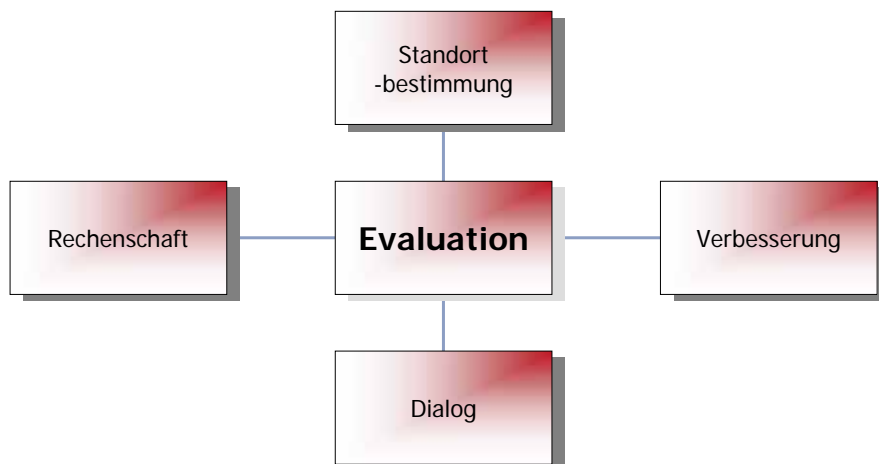 Standort
-bestimmung
Rechenschaft
Evaluation
Verbesserung
Dialog